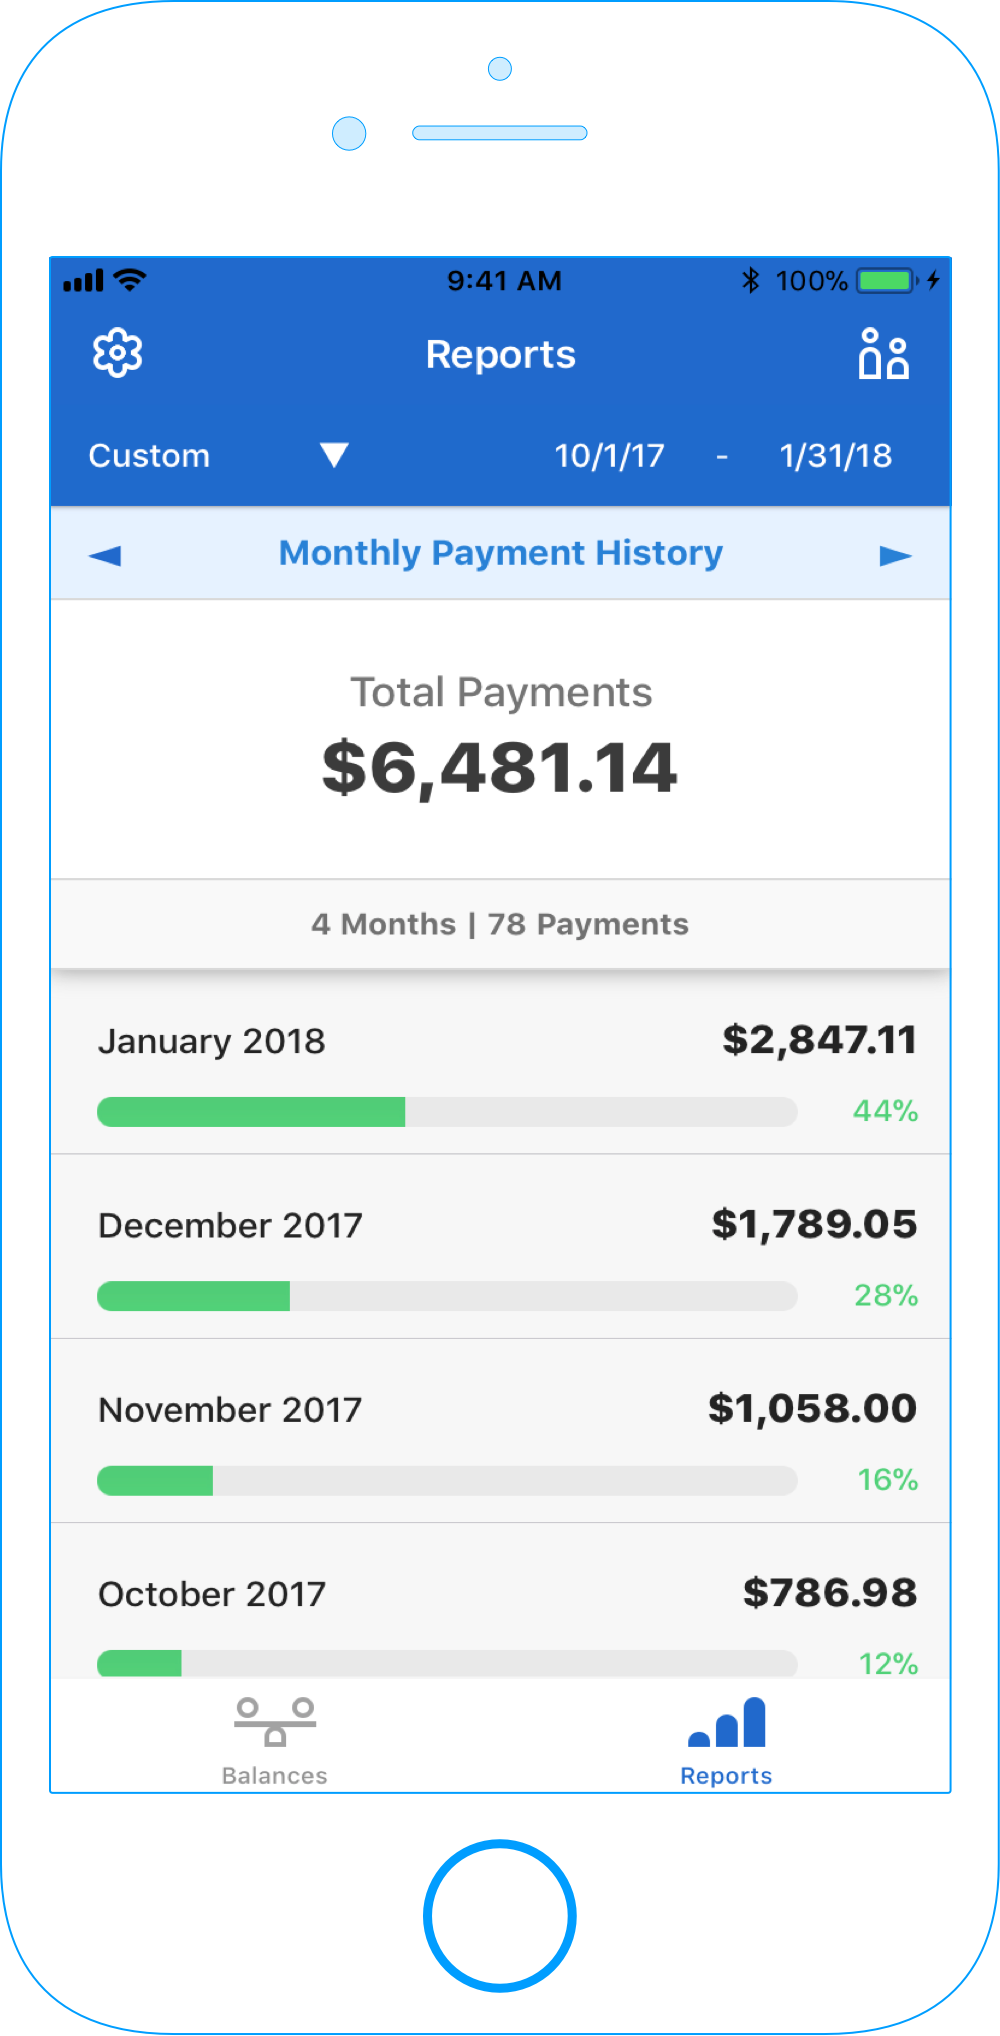 9:41 AM 100%
Reports
Custom 10/1/17 - 1/31/18
Monthly Payment History
Total Payments
$6,481.14
4 Months | 78 Payments
January 2018 $2,847.11
44%
December 2017 $1,789.05
28%
November 2017 $1,058.00
16%
October 2017 $786.98
12%
Balances Reports